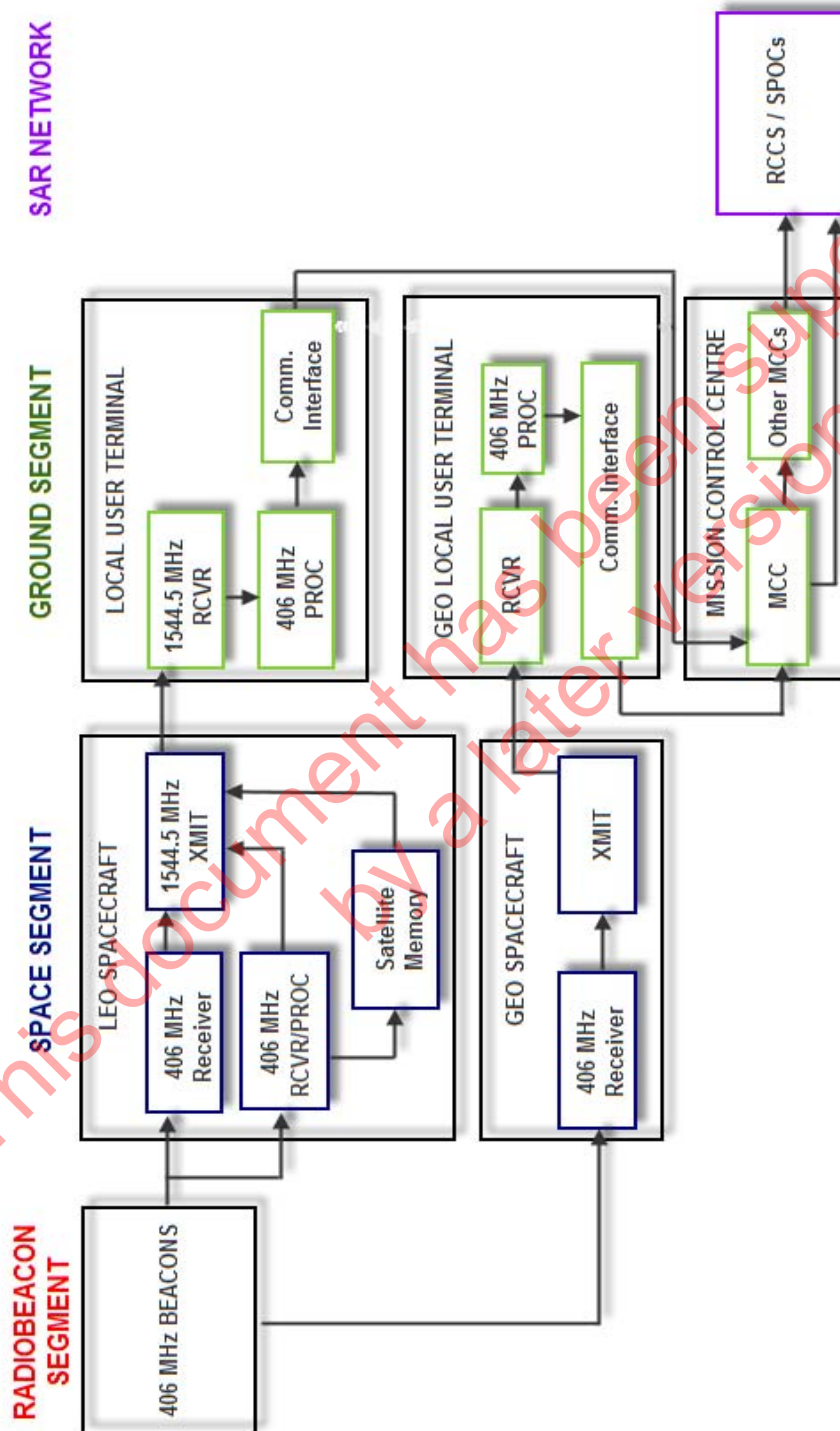 RADIOBEACON
SEGMENT
SPACE SEGMENT
GROUND SEGMENT
SAR NETWORK
406 MHz BEACONS
LEO SPACECRAFT
406 MHz
Receiver
1544.5 MHz
XMIT
406 MHz
RCVR/PROC
Satellite
Memory
GEO SPACECRAFT
406 MHz
Receiver
XMIT
LOCAL USER TERMINAL
1544.5 MHz
RCVR
406 MHz
PROC
Comm.
Interface
GEO LOCAL USER TERMINAL
RCVR
406 MHz
PROC
Comm. Interface
MISSION CONTROL CENTRE
MCC
Other MCCs
RCCS / SPOCs
This document has been supe
by a later version